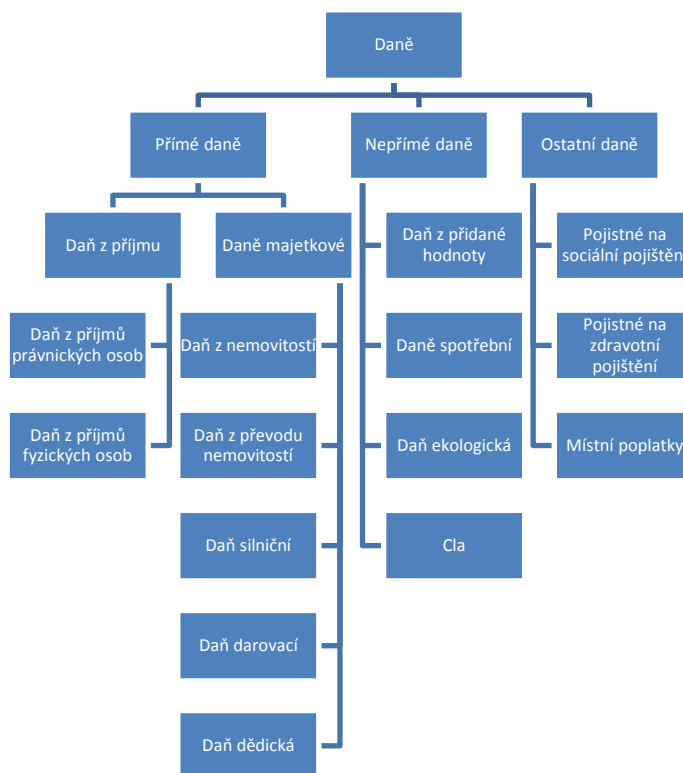 Daně
Přímé daně
Nepřímé daně
Ostatní daně
Daň z příjmu
Daně majetkové
Daň z přidané
hodnoty
Pojistné na
sociální pojištěn
Daň z příjmů
právnických osob
Daň z nemovitostí
Daně spotřební
Pojistné na
zdravotní
pojištění
Daň z příjmů
fyzických osob
Daň z převodu
nemovitostí
Daň ekologická
Místní poplatky
Daň silniční
Cla
Daň darovací
Daň dědická